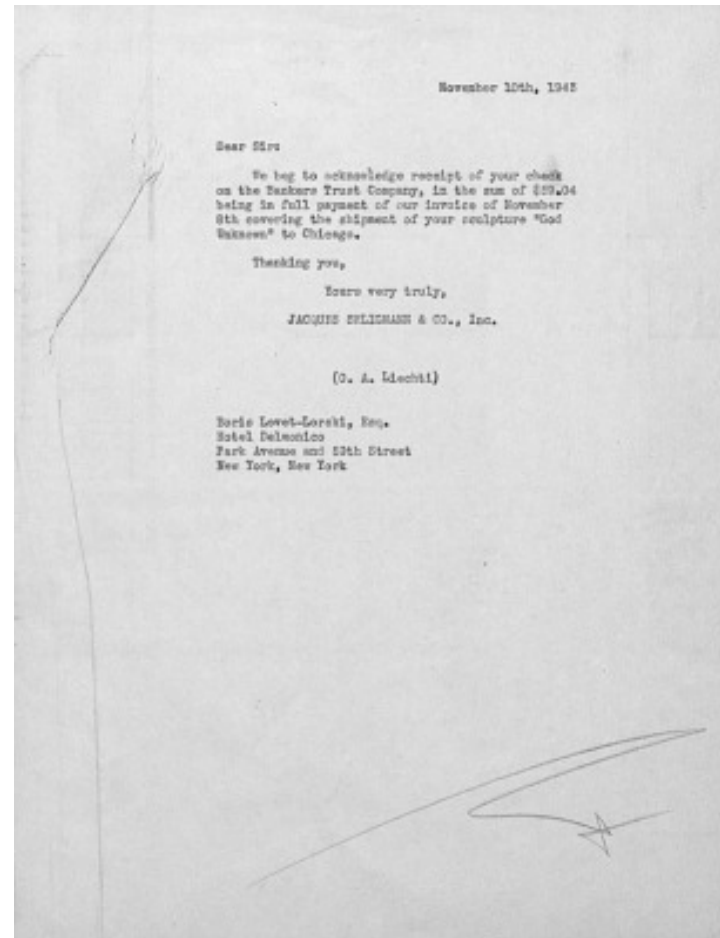 November 10th, 1943
Dear Sir:
We beg to acknowledge receipt of your check
on the Bankers Trust Company, in the sum of $59.04
being in full payment of our invoice of November
8th covering the shipment of your sculpture "God
Unknown" to Chicago.
Thanking you,
Yours very truly,
JACQUES SELIGMANN & CO., Inc.
(O. A. Liechti)
Boris Lovet-Lorski, Esq.
Hotel Delmonico
Park Avenue and 59th Street
New York, New York